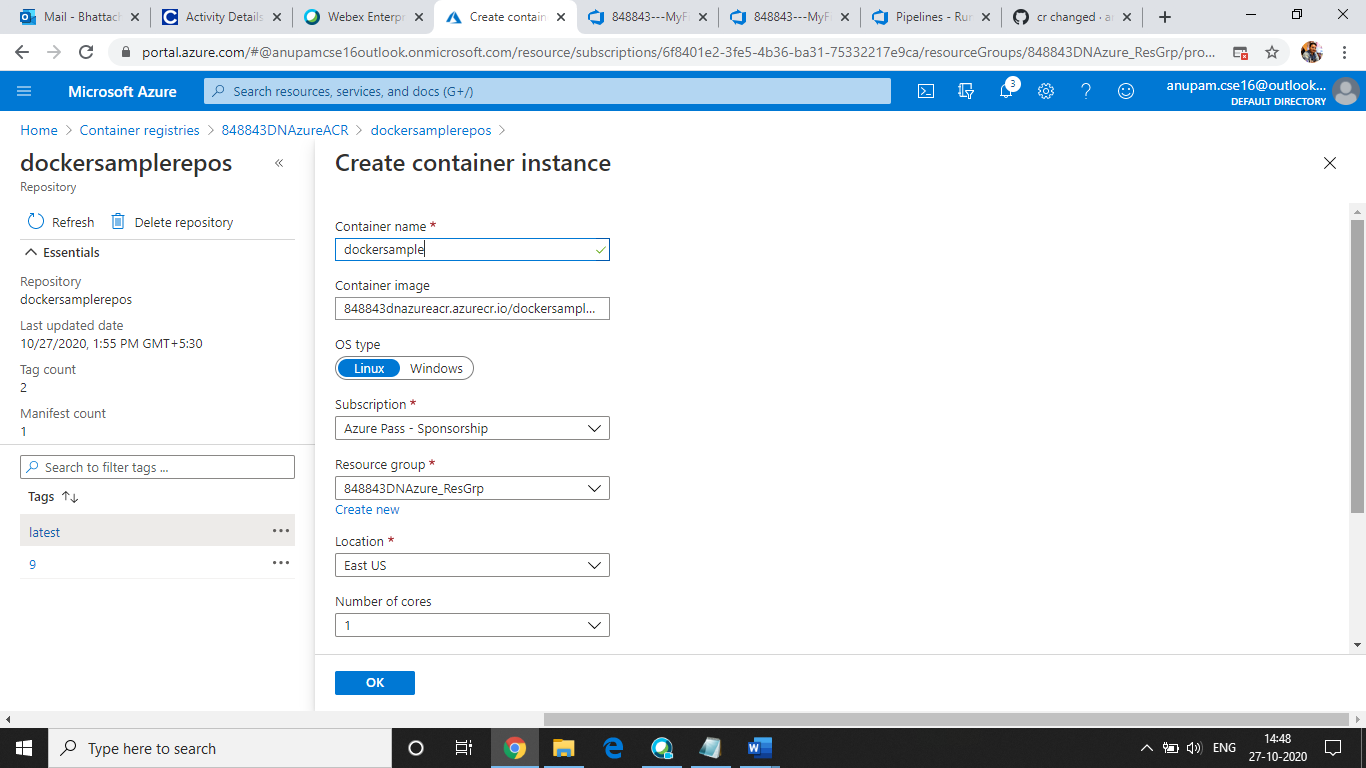 Mail - Bhattach
Activity Details
Webex Enterpr
Create contain
848843---MyF
848843---MyF
Pipelines - Run
cr changed · a
portal.azure.com/#@anupamcse16outlook.onmicrosoft.com/resource/subscriptions/6f8401e2-3fe5-4b36-ba31-75332217e9ca/resourceGroups/848843DNAzure_ResGrp/pro...
Microsoft Azure
Search resources, services, and docs (G+/)
3
anupam.cse16@outlook...
DEFAULT DIRECTORY
Home > Container registries > 848843DNAzureACR > dockersamplerepos >
dockersamplerepos
Repository
Refresh
Delete repository
Essentials
Repository
dockersamplerepos
Last updated date
10/27/2020, 1:55 PM GMT+5:30
Tag count
2
Manifest count
1
Search to filter tags ...
Tags
latest
9
Create container instance
Container name *
dockersample
Container image
848843dnazureacr.azurecr.io/dockersampl...
OS type
Linux
Windows
Subscription *
Azure Pass - Sponsorship
Resource group *
848843DNAzure_ResGrp
Create new
Location *
East US
Number of cores
1
OK
Type here to search
ENG
14:48
27-10-2020